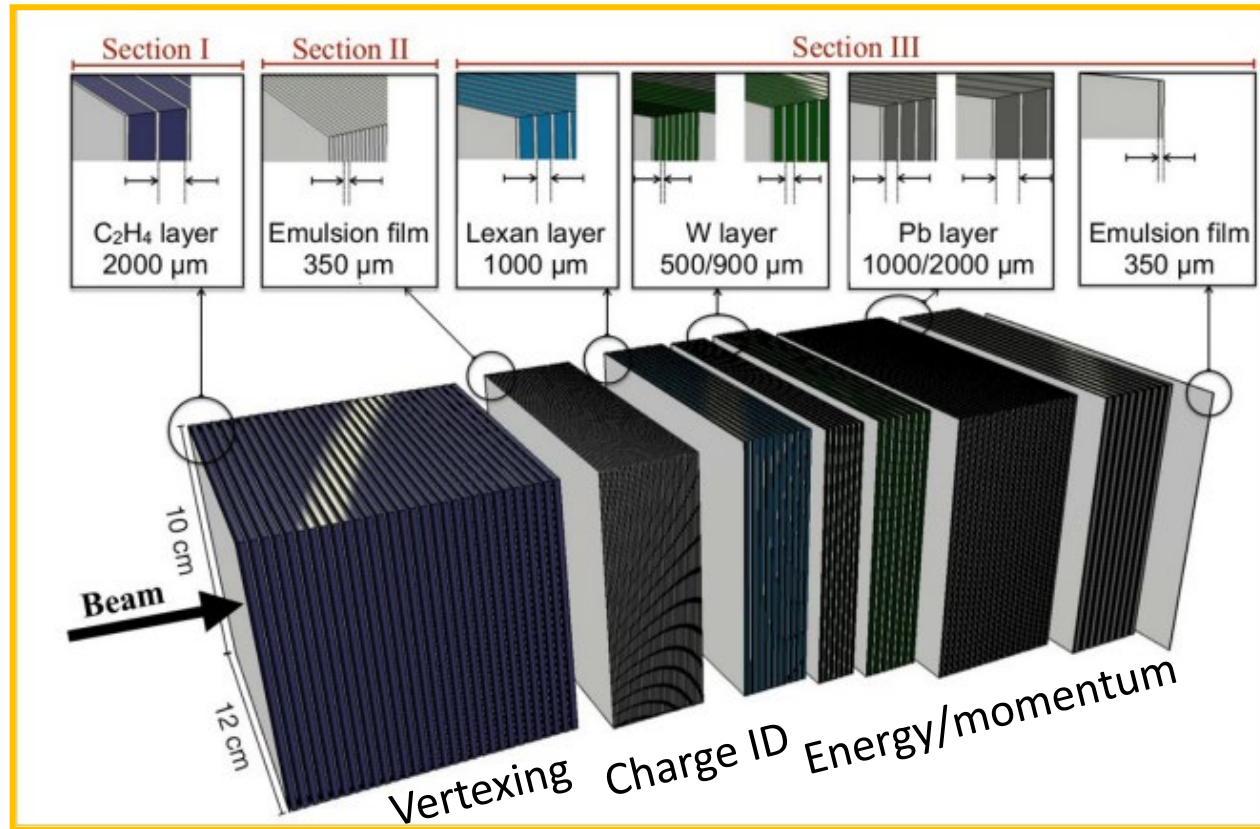 Section I
Section II
Section III
C₂H₄ layer
2000 μm
Emulsion film
350 μm
Lexan layer
1000 μm
W layer
500/900 μm
Pb layer
1000/2000 μm
Emulsion film
350 μm
10 cm
Beam
12 cm
Vertexing
Charge ID
Energy/momentum